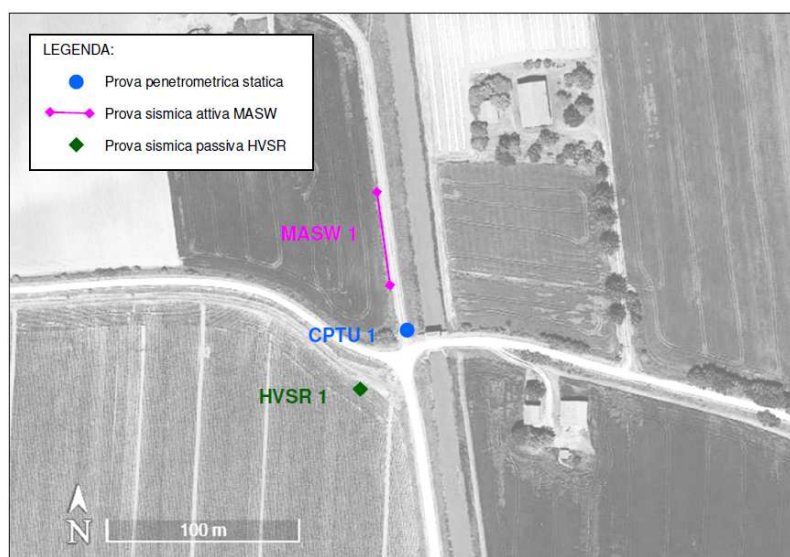 LEGENDA:
Prova penetrometrica statica
Prova sismica attiva MASW
Prova sismica passiva HVSR
MASW 1
CPTU 1
HVSR 1
N
100 m